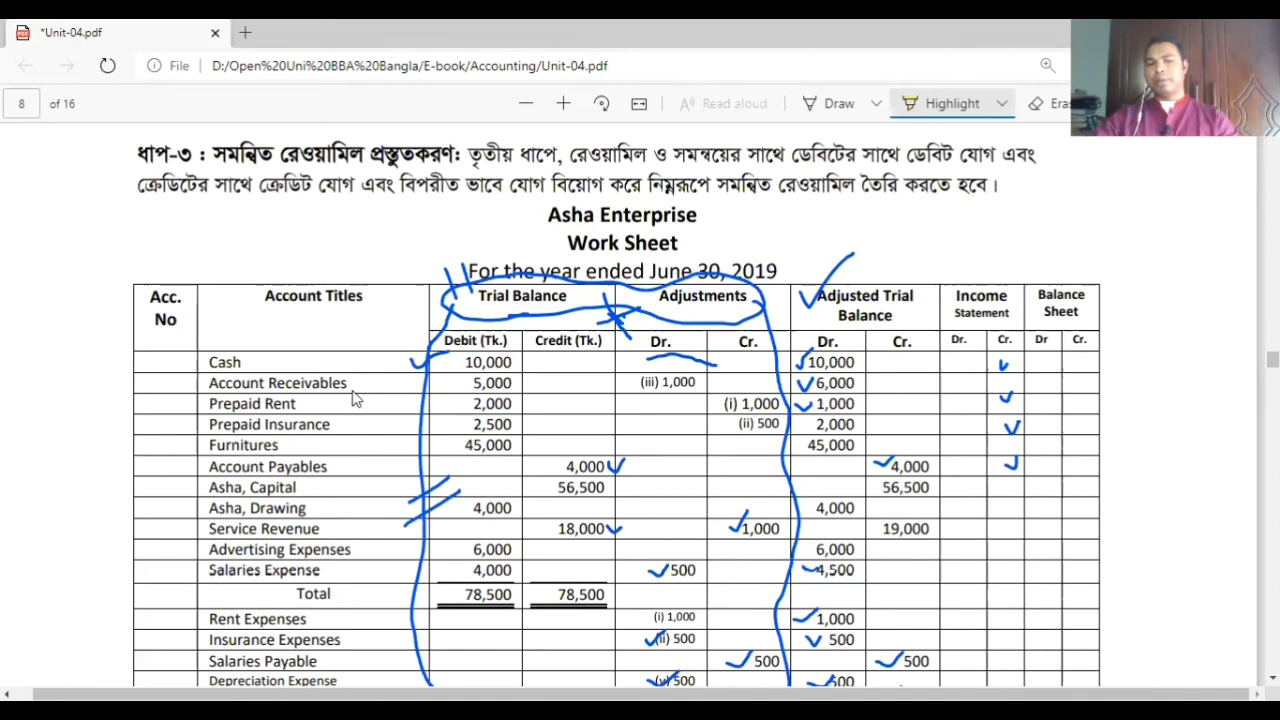 *Unit-04.pdf
File D:/Open%20Uni%20BBA%20Bangla/E-book/Accounting/Unit-04.pdf
8 of 16 Read aloud Draw Highlight
ধাপ-৩ : সমন্বিত রেওয়ামিল প্রস্তুতকরণ: তৃতীয় ধাপে, রেওয়ামিল ও সমন্বয়ের সাথে ডেবিটের সাথে ডেবিট যোগ এবং
ক্রেডিটের সাথে ক্রেডিট যোগ এবং বিপরীত ভাবে যোগ বিয়োগ করে নিম্নরূপে সমন্বিত রেওয়ামিল তৈরি করতে হবে।
Asha Enterprise
Work Sheet
For the year ended June 30, 2019
Acc. No Account Titles Trial Balance Adjustments Adjusted Trial Balance Income Statement Balance Sheet
Debit (Tk.) Credit (Tk.) Dr. Cr. Dr. Cr. Dr. Cr. Dr Cr.
Cash 10,000 10,000
Account Receivables 5,000 (iii) 1,000 6,000
Prepaid Rent 2,000 (i) 1,000 1,000
Prepaid Insurance 2,500 (ii) 500 2,000
Furnitures 45,000 45,000
Account Payables 4,000 4,000
Asha, Capital 56,500 56,500
Asha, Drawing 4,000 4,000
Service Revenue 18,000 1,000 19,000
Advertising Expenses 6,000 6,000
Salaries Expense 4,000 500 4,500
Total 78,500 78,500
Rent Expenses (i) 1,000 1,000
Insurance Expenses (ii) 500 500
Salaries Payable 500 500
Depreciation Expense (v) 500 500